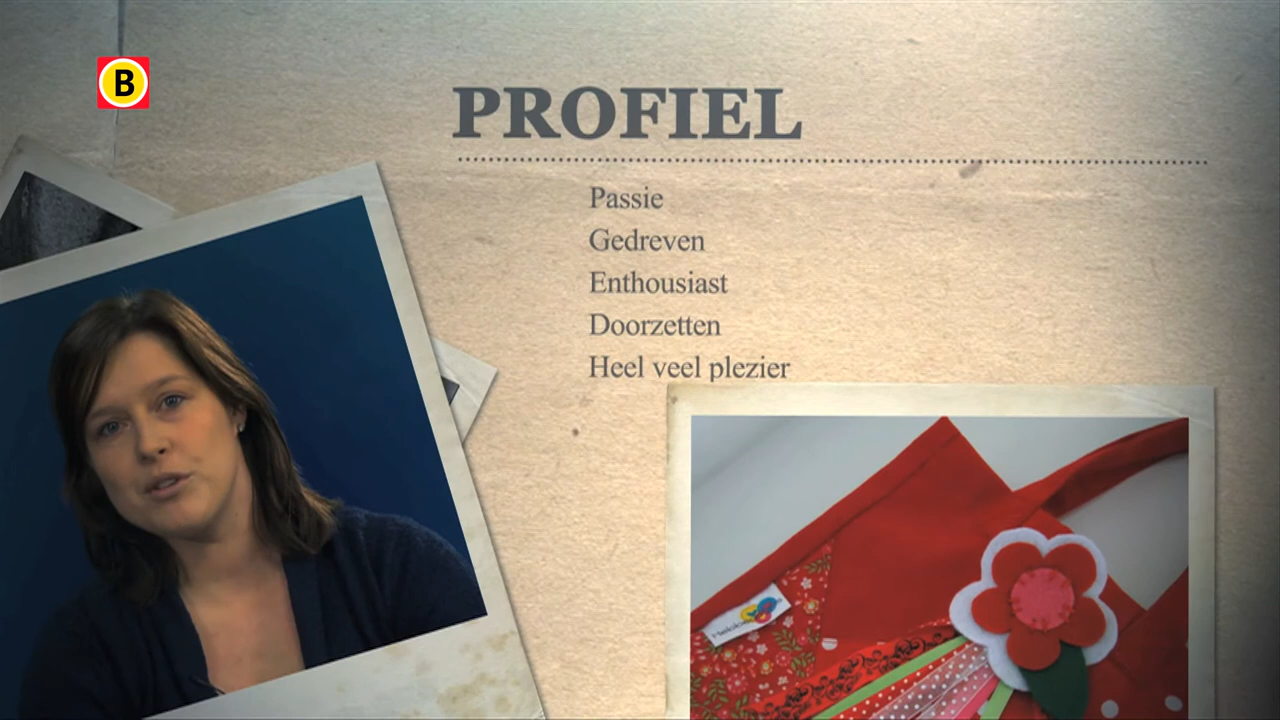 B
PROFIEL
Passie
Gedreven
Enthousiast
Doorzetten
Heel veel plezier